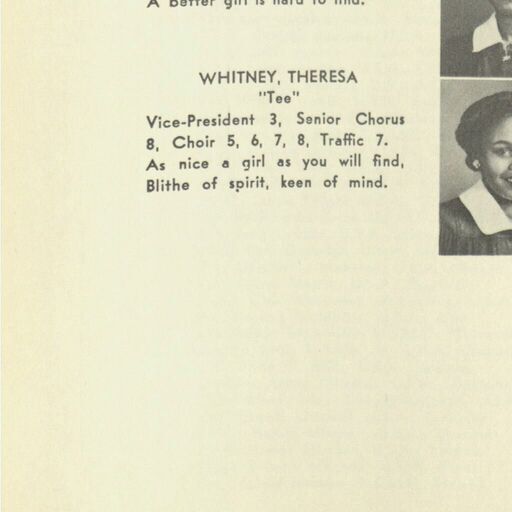 A better girl is hard to find.
WHITNEY, THERESA
"Tee"
Vice-President 3, Senior Chorus
8, Choir 5, 6, 7, 8, Traffic 7.
As nice a girl as you will find,
Blithe of spirit, keen of mind.